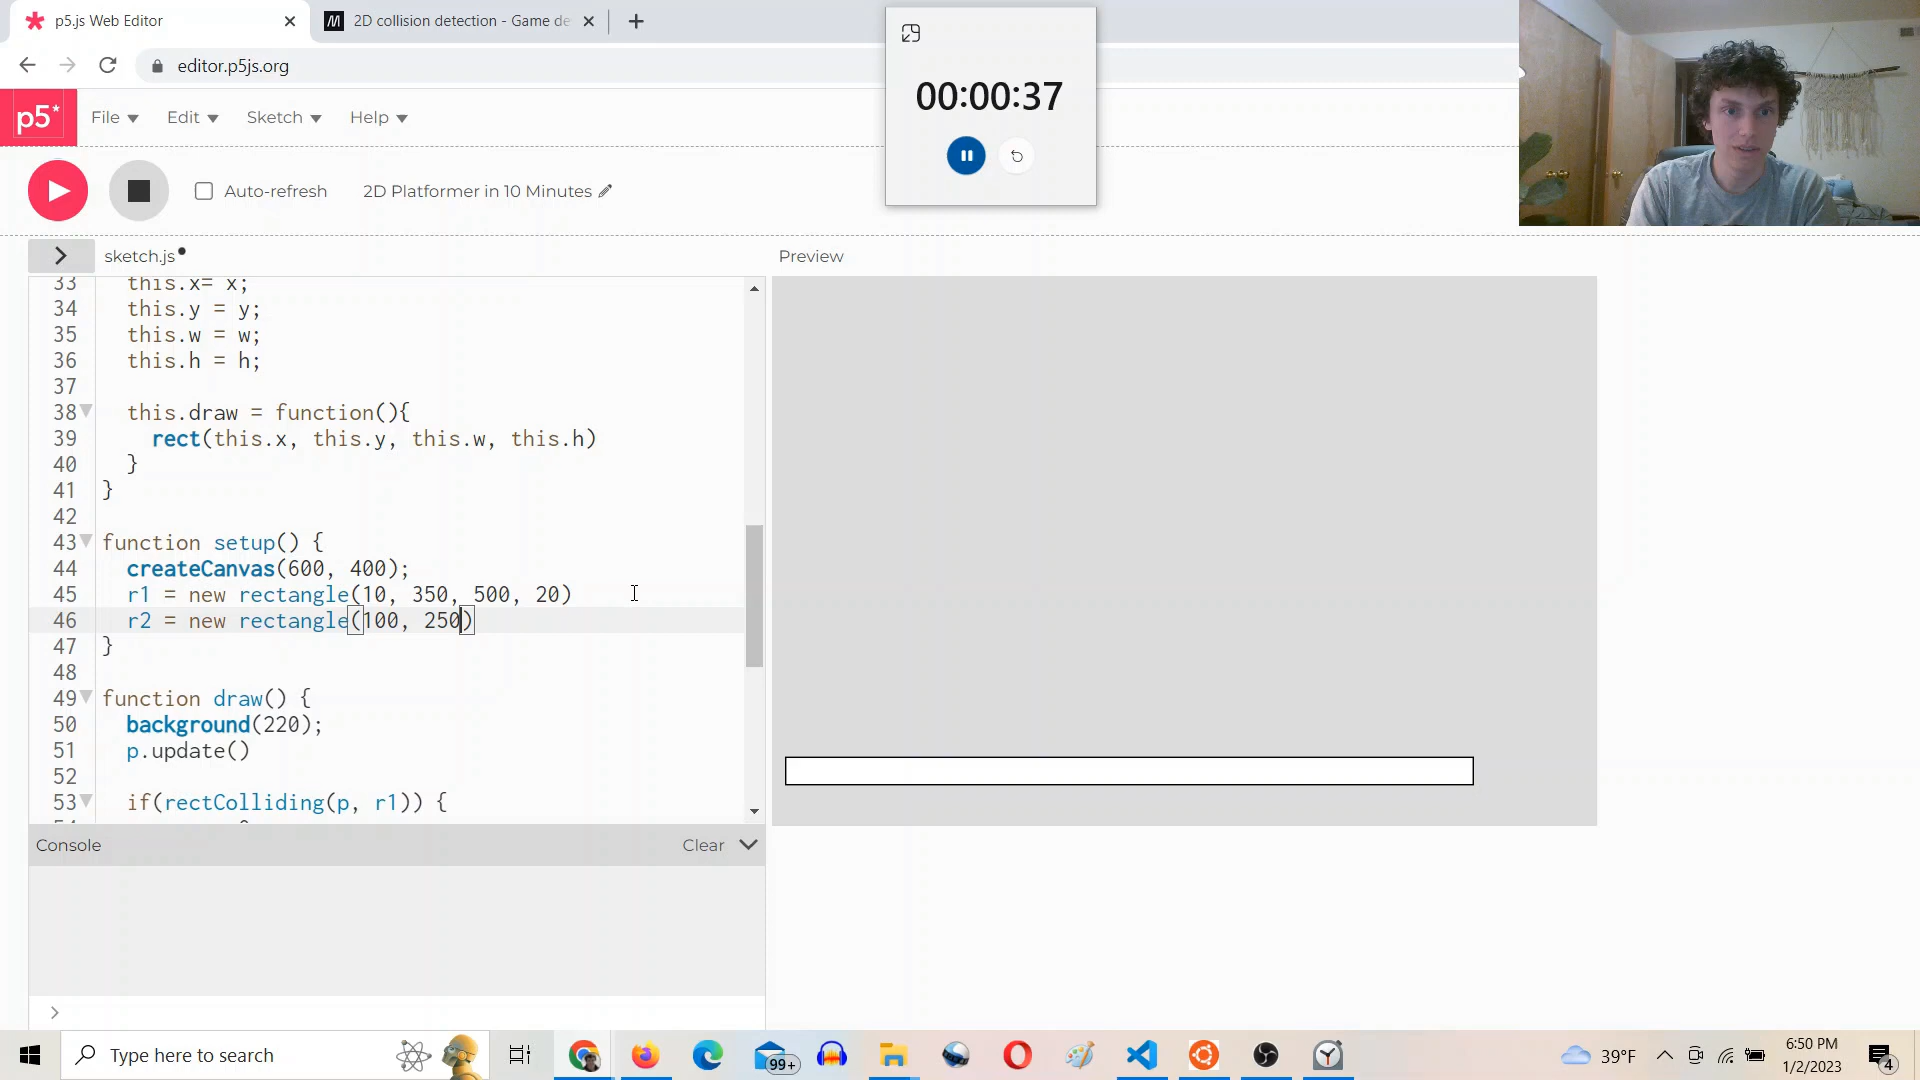 p5.js Web Editor
2D collision detection - Game de
editor.p5js.org
00:00:37
p5*
File
Edit
Sketch
Help
Auto-refresh
2D Platformer in 10 Minutes
sketch.js
Preview
33 this.x= x;
34 this.y = y;
35 this.w = w;
36 this.h = h;
37
38 this.draw = function(){
39 rect(this.x, this.y, this.w, this.h)
40 }
41 }
42
43 function setup() {
44 createCanvas(600, 400);
45 r1 = new rectangle(10, 350, 500, 20)
46 r2 = new rectangle(100, 250)
47 }
48
49 function draw() {
50 background(220);
51 p.update()
52
53 if(rectColliding(p, r1)) {
Console
Clear
>
Type here to search
99+
39°F
6:50 PM
1/2/2023
4